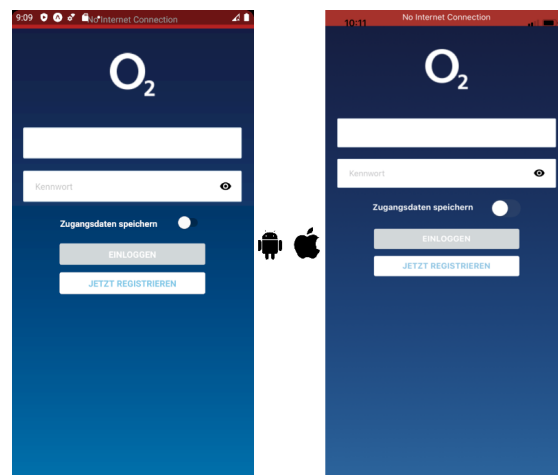 9:09
No Internet Connection
O2
Kennwort
Zugangsdaten speichern
EINLOGGEN
JETZT REGISTRIEREN
No Internet Connection
10:11
O2
Kennwort
Zugangsdaten speichern
EINLOGGEN
JETZT REGISTRIEREN